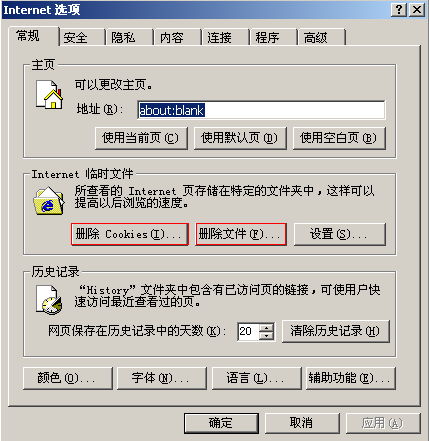 Internet 选项
常规 安全 隐私 内容 连接 程序 高级
主页
可以更改主页。
地址(R): about:blank
使用当前页(C) 使用默认页(D) 使用空白页(B)
Internet 临时文件
所查看的 Internet 页存储在特定的文件夹中，这样可以
提高以后浏览的速度。
删除 Cookies(I)... 删除文件(F)... 设置(S)...
历史记录
“History”文件夹中包含有已访问页的链接，可使用户快
速访问最近查看过的页。
网页保存在历史记录中的天数(K): 20 清除历史记录(H)
颜色(O)... 字体(N)... 语言(L)... 辅助功能(E)...
确定 取消 应用(A)